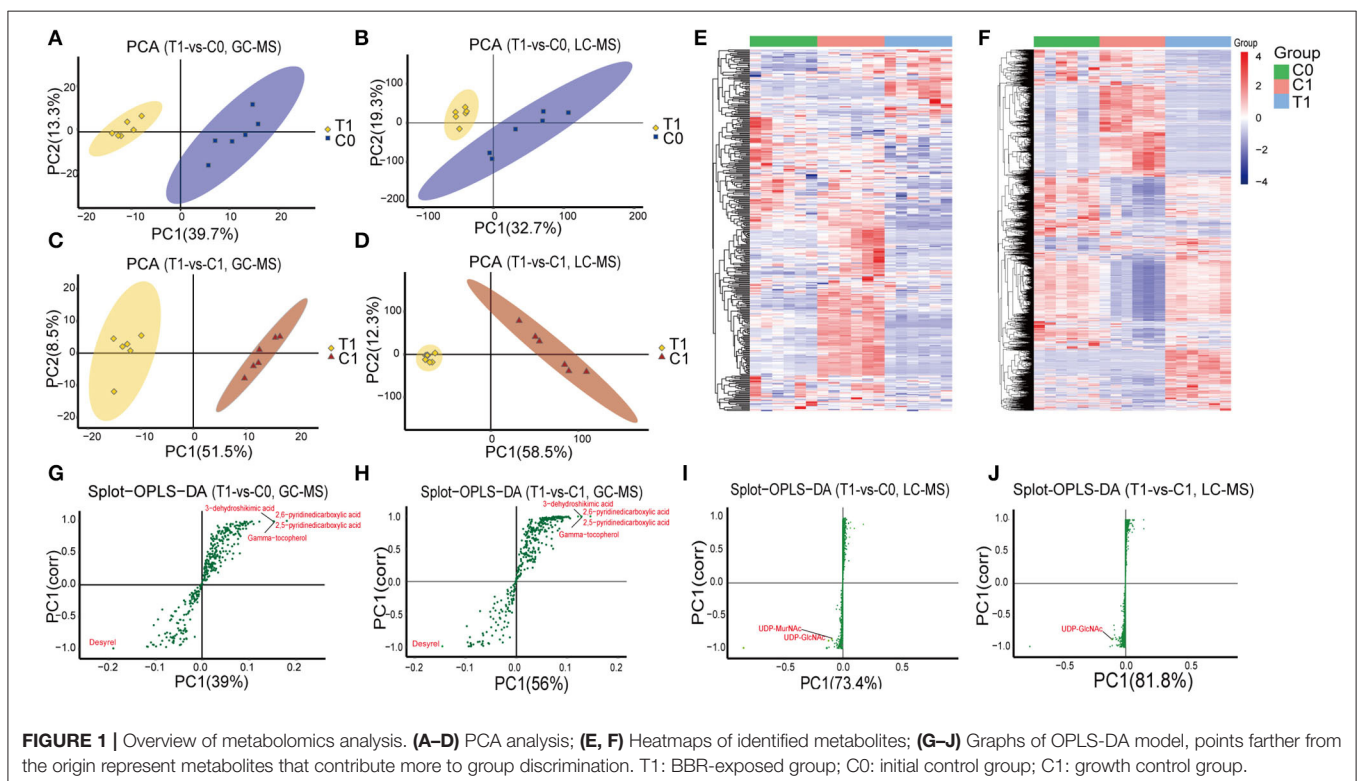 A
PCA (T1-vs-C0, GC-MS)
PC2(13.3%)
20
0
−20
−20
−10
0
10
20
PC1(39.7%)
T1
C0
B
PCA (T1-vs-C0, LC-MS)
PC2(19.3%)
100
0
−100
−200
−100
0
100
200
PC1(32.7%)
T1
C0
C
PCA (T1-vs-C1, GC-MS)
PC2(8.5%)
20
10
0
−10
−20
−20
−10
0
10
20
PC1(51.5%)
T1
C1
D
PCA (T1-vs-C1, LC-MS)
PC2(12.3%)
100
0
−100
0
100
PC1(58.5%)
T1
C1
E
F
Group
4
2
0
−2
−4
Group
C0
C1
T1
G
Splot−OPLS−DA (T1-vs-C0, GC-MS)
3−dehydroshikimic acid
2,6−pyridinedicarboxylic acid
2,5−pyridinedicarboxylic acid
Gamma−tocopherol
Desyrel
PC1(corr)
1.0
0.5
0.0
−0.5
−1.0
−0.2
−0.1
0.0
0.1
0.2
PC1(39%)
H
Splot−OPLS−DA (T1-vs-C1, GC-MS)
3−dehydroshikimic acid
2,6−pyridinedicarboxylic acid
2,5−pyridinedicarboxylic acid
Gamma−tocopherol
Desyrel
PC1(corr)
1.0
0.5
0.0
−0.5
−1.0
−0.2
−0.1
0.0
0.1
0.2
PC1(56%)
I
Splot-OPLS-DA (T1-vs-C0, LC-MS)
UDP-MurNAc
UDP-GlcNAc
PC1(corr)
1.0
0.5
0.0
−0.5
−1.0
−0.5
0.0
0.5
PC1(73.4%)
J
Splot-OPLS-DA (T1-vs-C1, LC-MS)
UDP-GlcNAc
PC1(corr)
1.0
0.5
0.0
−0.5
−1.0
−0.5
0.0
0.5
PC1(81.8%)
FIGURE 1 | Overview of metabolomics analysis. (A–D) PCA analysis; (E, F) Heatmaps of identified metabolites; (G–J) Graphs of OPLS-DA model, points farther from
the origin represent metabolites that contribute more to group discrimination. T1: BBR-exposed group; C0: initial control group; C1: growth control group.